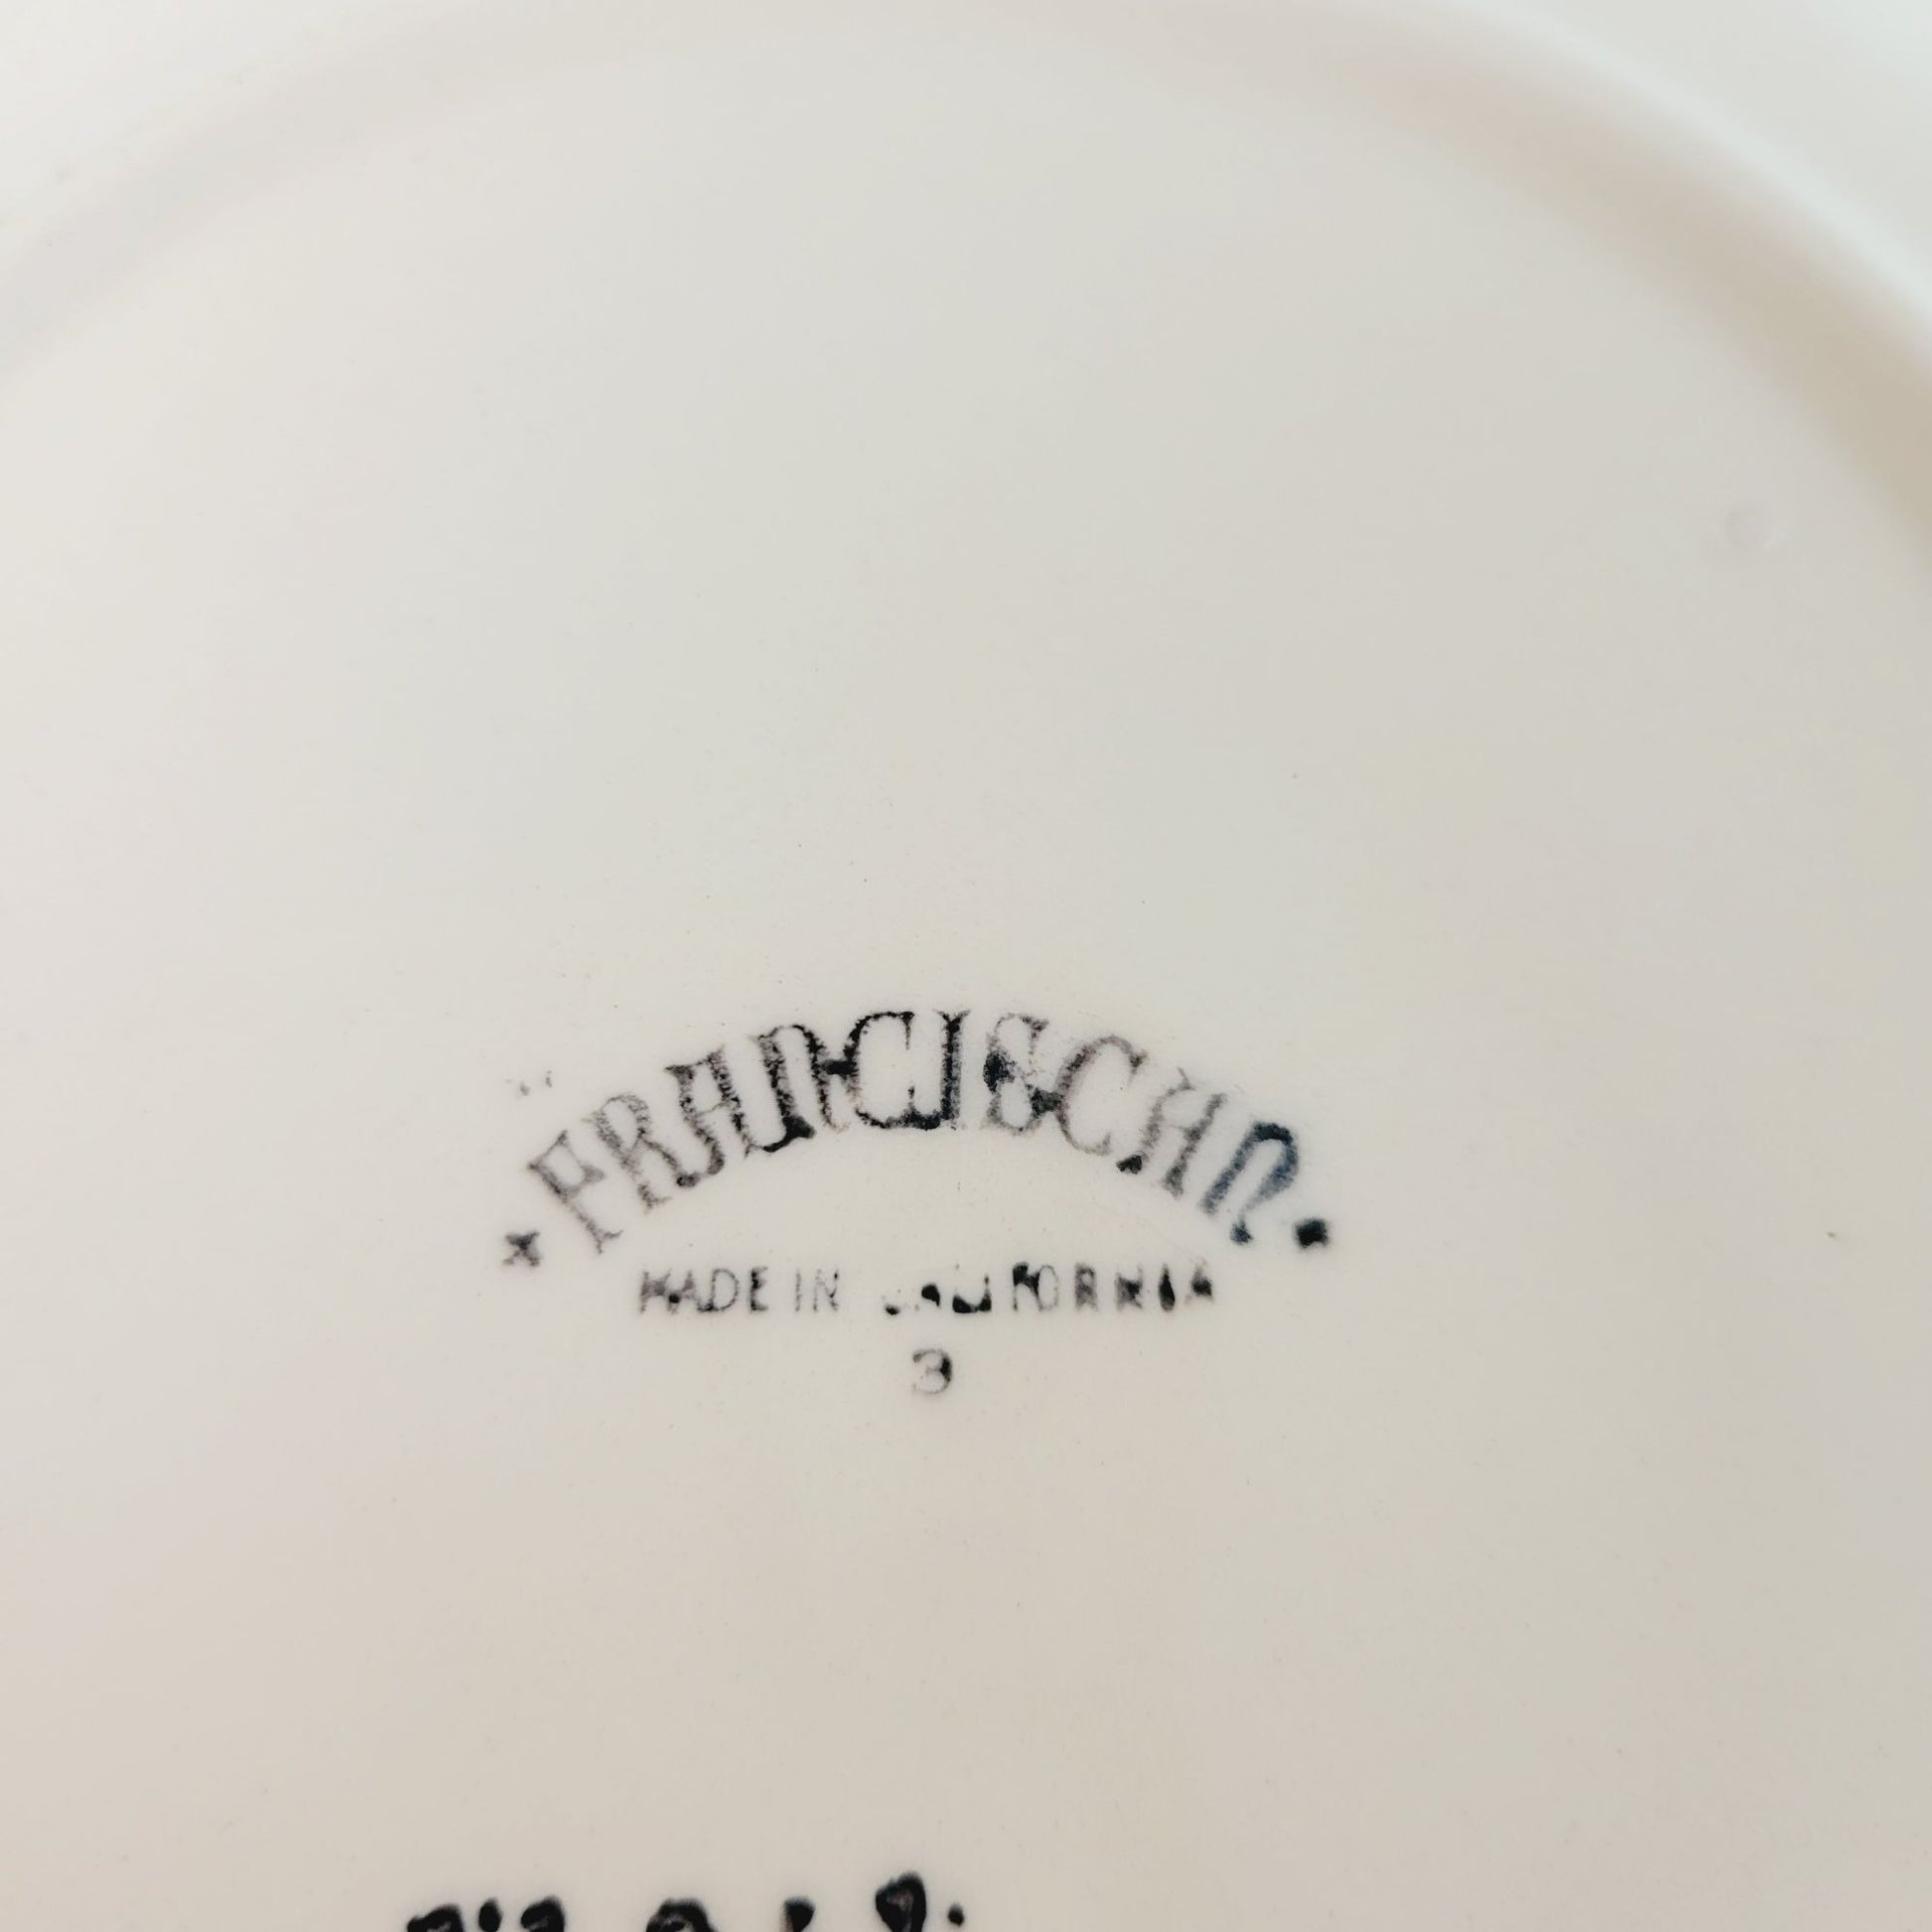 · FRANCISCAN ·
MADE IN CALIFORNIA
3